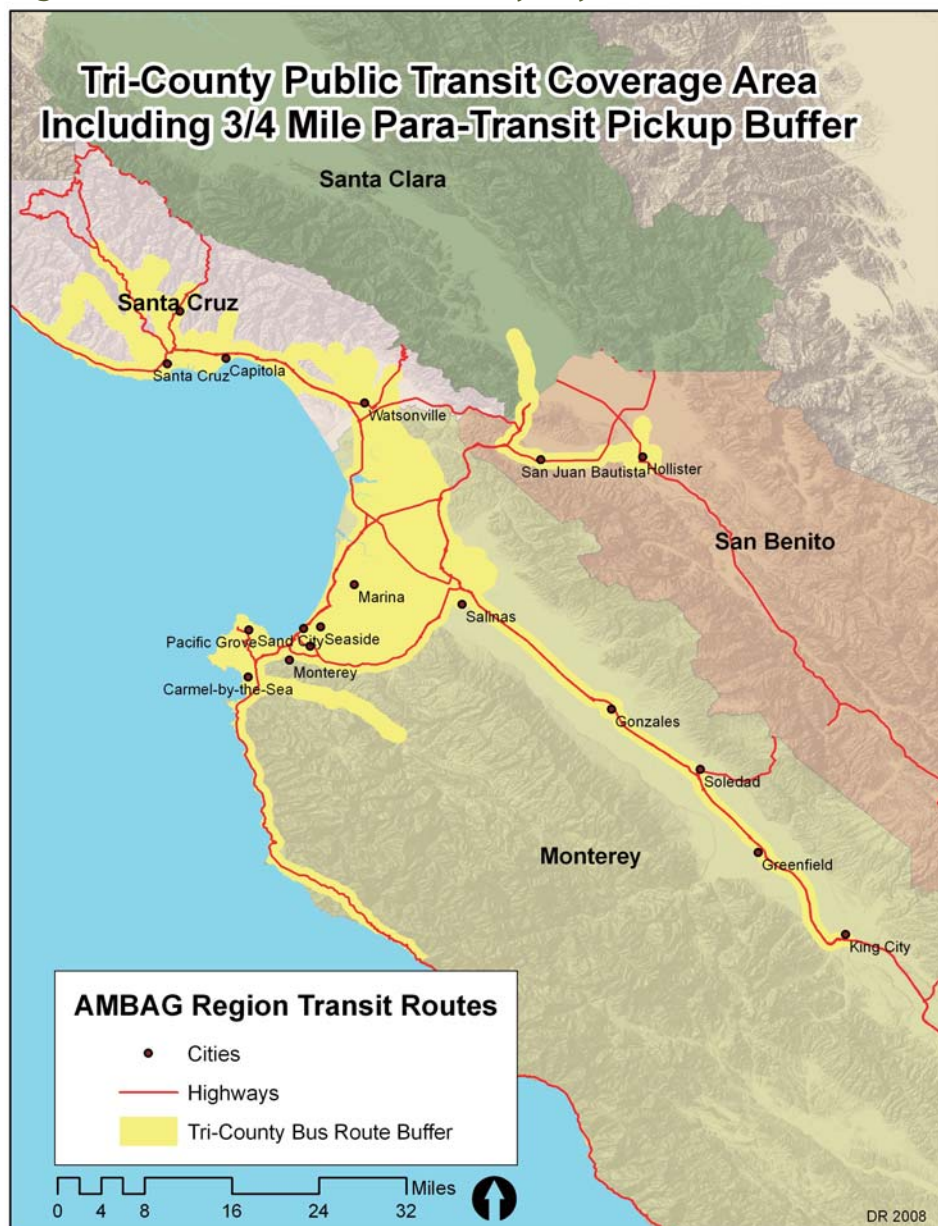 Tri-County Public Transit Coverage Area
Including 3/4 Mile Para-Transit Pickup Buffer
Santa Clara
Santa Cruz
Santa Cruz
Capitola
Watsonville
San Juan Bautista
Hollister
San Benito
Marina
Salinas
Pacific Grove
Sand City
Seaside
Monterey
Carmel-by-the-Sea
Gonzales
Soledad
Monterey
Greenfield
King City
AMBAG Region Transit Routes
Cities
Highways
Tri-County Bus Route Buffer
Miles
0 4 8 16 24 32
DR 2008